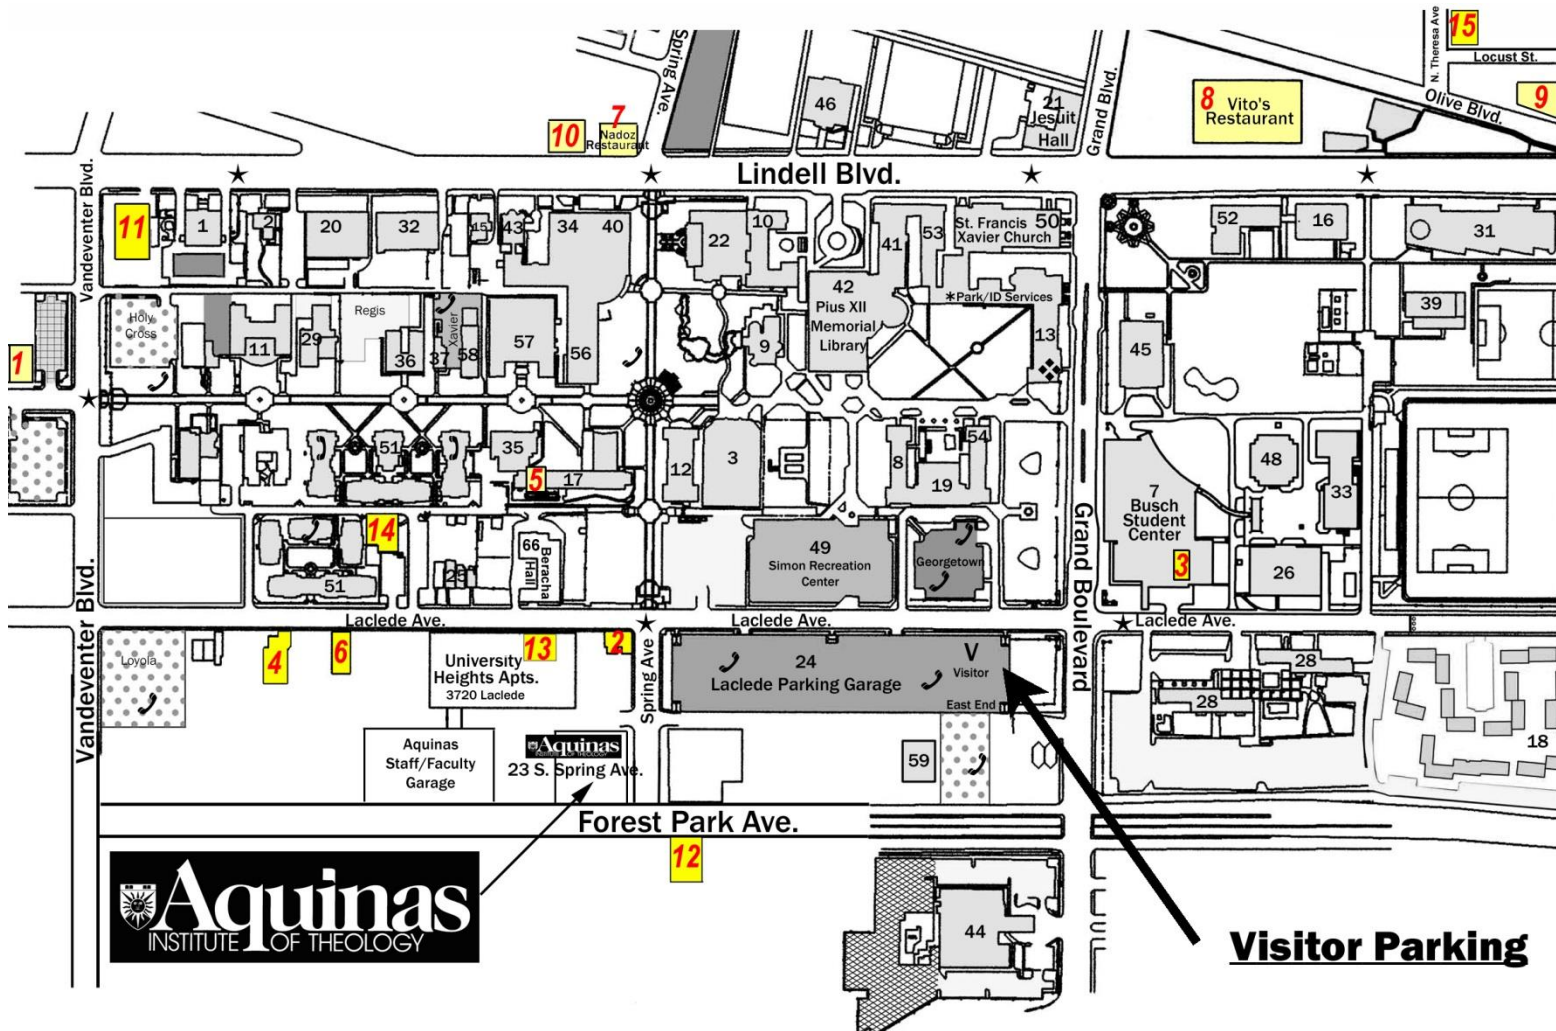 15
Locust St.
N. Theresa Ave
Olive Blvd.
9
8
Vito's
Restaurant
Grand Blvd.
21
Jesuit
Hall
46
Spring Ave.
7
Nadoz
Restaurant
10
Lindell Blvd.
Vandeventer Blvd.
11
1
2
20
32
15
43
34
40
22
10
41
53
St. Francis
Xavier Church
50
52
16
31
Holy
Cross
11
29
Regis
36
37
Xavier
58
57
56
9
42
Pius XII
Memorial
Library
*Park/ID Services
13
45
39
1
51
35
5
17
12
3
8
54
19
7
Busch
Student
Center
3
48
33
26
14
51
25
66
Beracha
Hall
49
Simon Recreation
Center
Georgetown
Grand Boulevard
Vandeventer Blvd.
Laclede Ave.
Laclede Ave.
Laclede Ave.
Loyola
4
6
University
Heights Apts.
3720 Laclede
13
2
Spring Ave
24
Laclede Parking Garage
V
Visitor
East End
28
28
18
Aquinas
Staff/Faculty
Garage
Aquinas
INSTITUTE OF THEOLOGY
23 S. Spring Ave.
59
Forest Park Ave.
12
44
Aquinas
INSTITUTE OF THEOLOGY
Visitor Parking